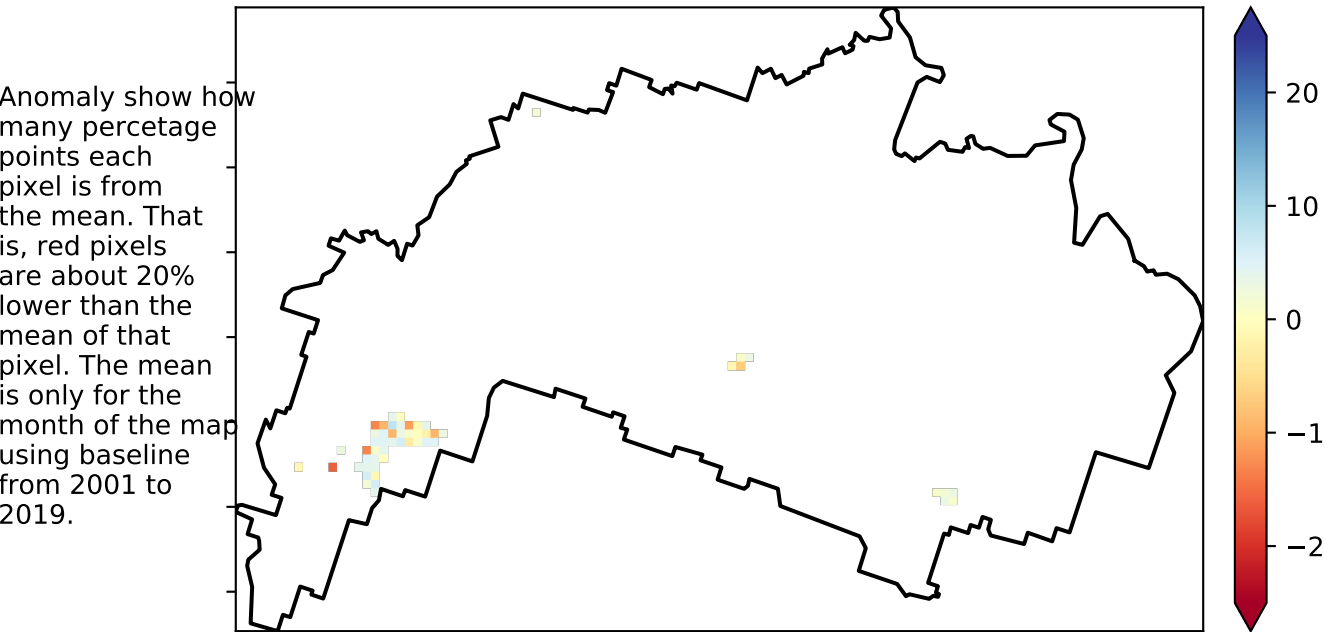 Anomaly show how
many percetage
points each
pixel is from
the mean. That
is, red pixels
are about 20%
lower than the
mean of that
pixel. The mean
is only for the
month of the map
using baseline
from 2001 to
2019.
20
10
0
−1
−2